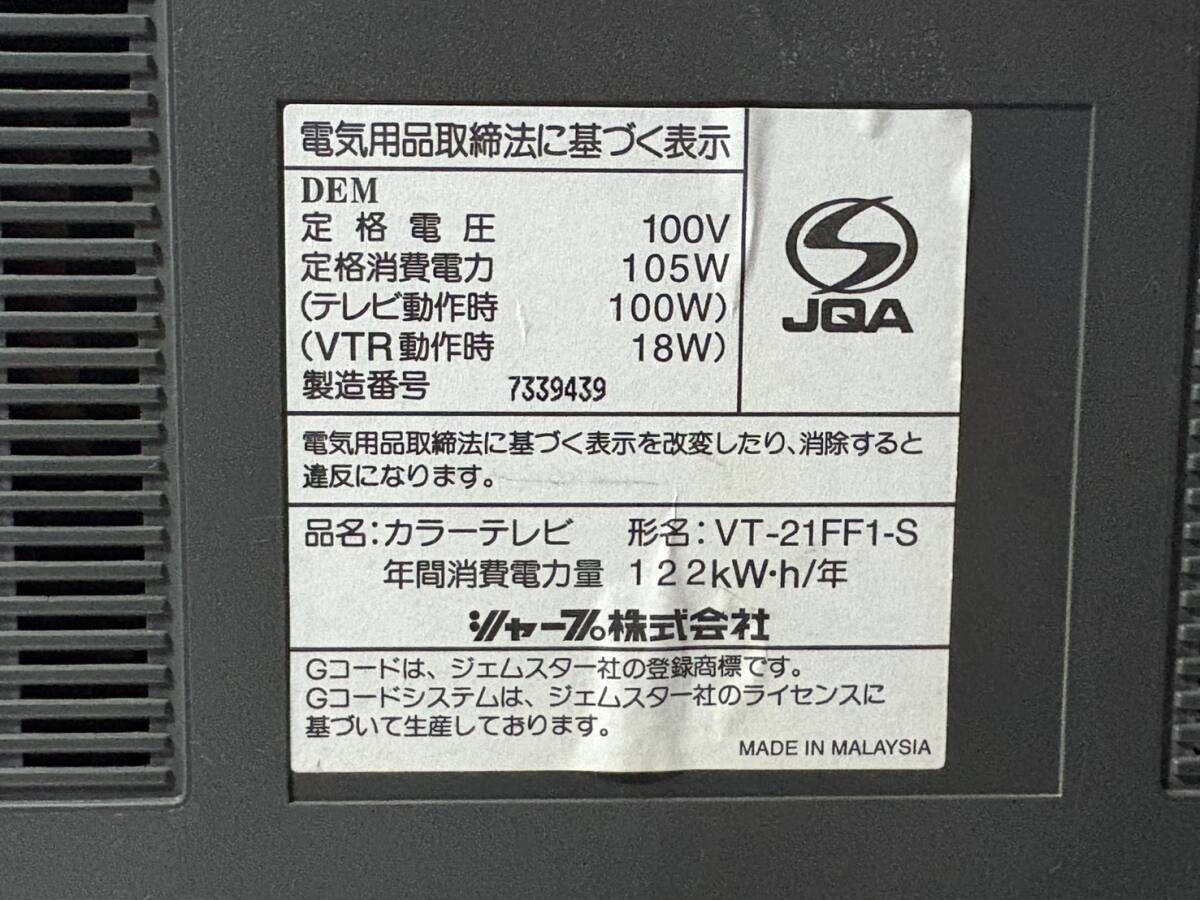 電気用品取締法に基づく表示
DEM
定格電圧 100V
定格消費電力 105W
(テレビ動作時 100W)
(VTR動作時 18W)
製造番号 7339439
JQA
電気用品取締法に基づく表示を改変したり、消除すると
違反になります。
品名:カラーテレビ 形名:VT-21FF1-S
年間消費電力量 122kW·h/年
シャープ株式会社
Gコードは、ジェムスター社の登録商標です。
Gコードシステムは、ジェムスター社のライセンスに
基づいて生産しております。
MADE IN MALAYSIA